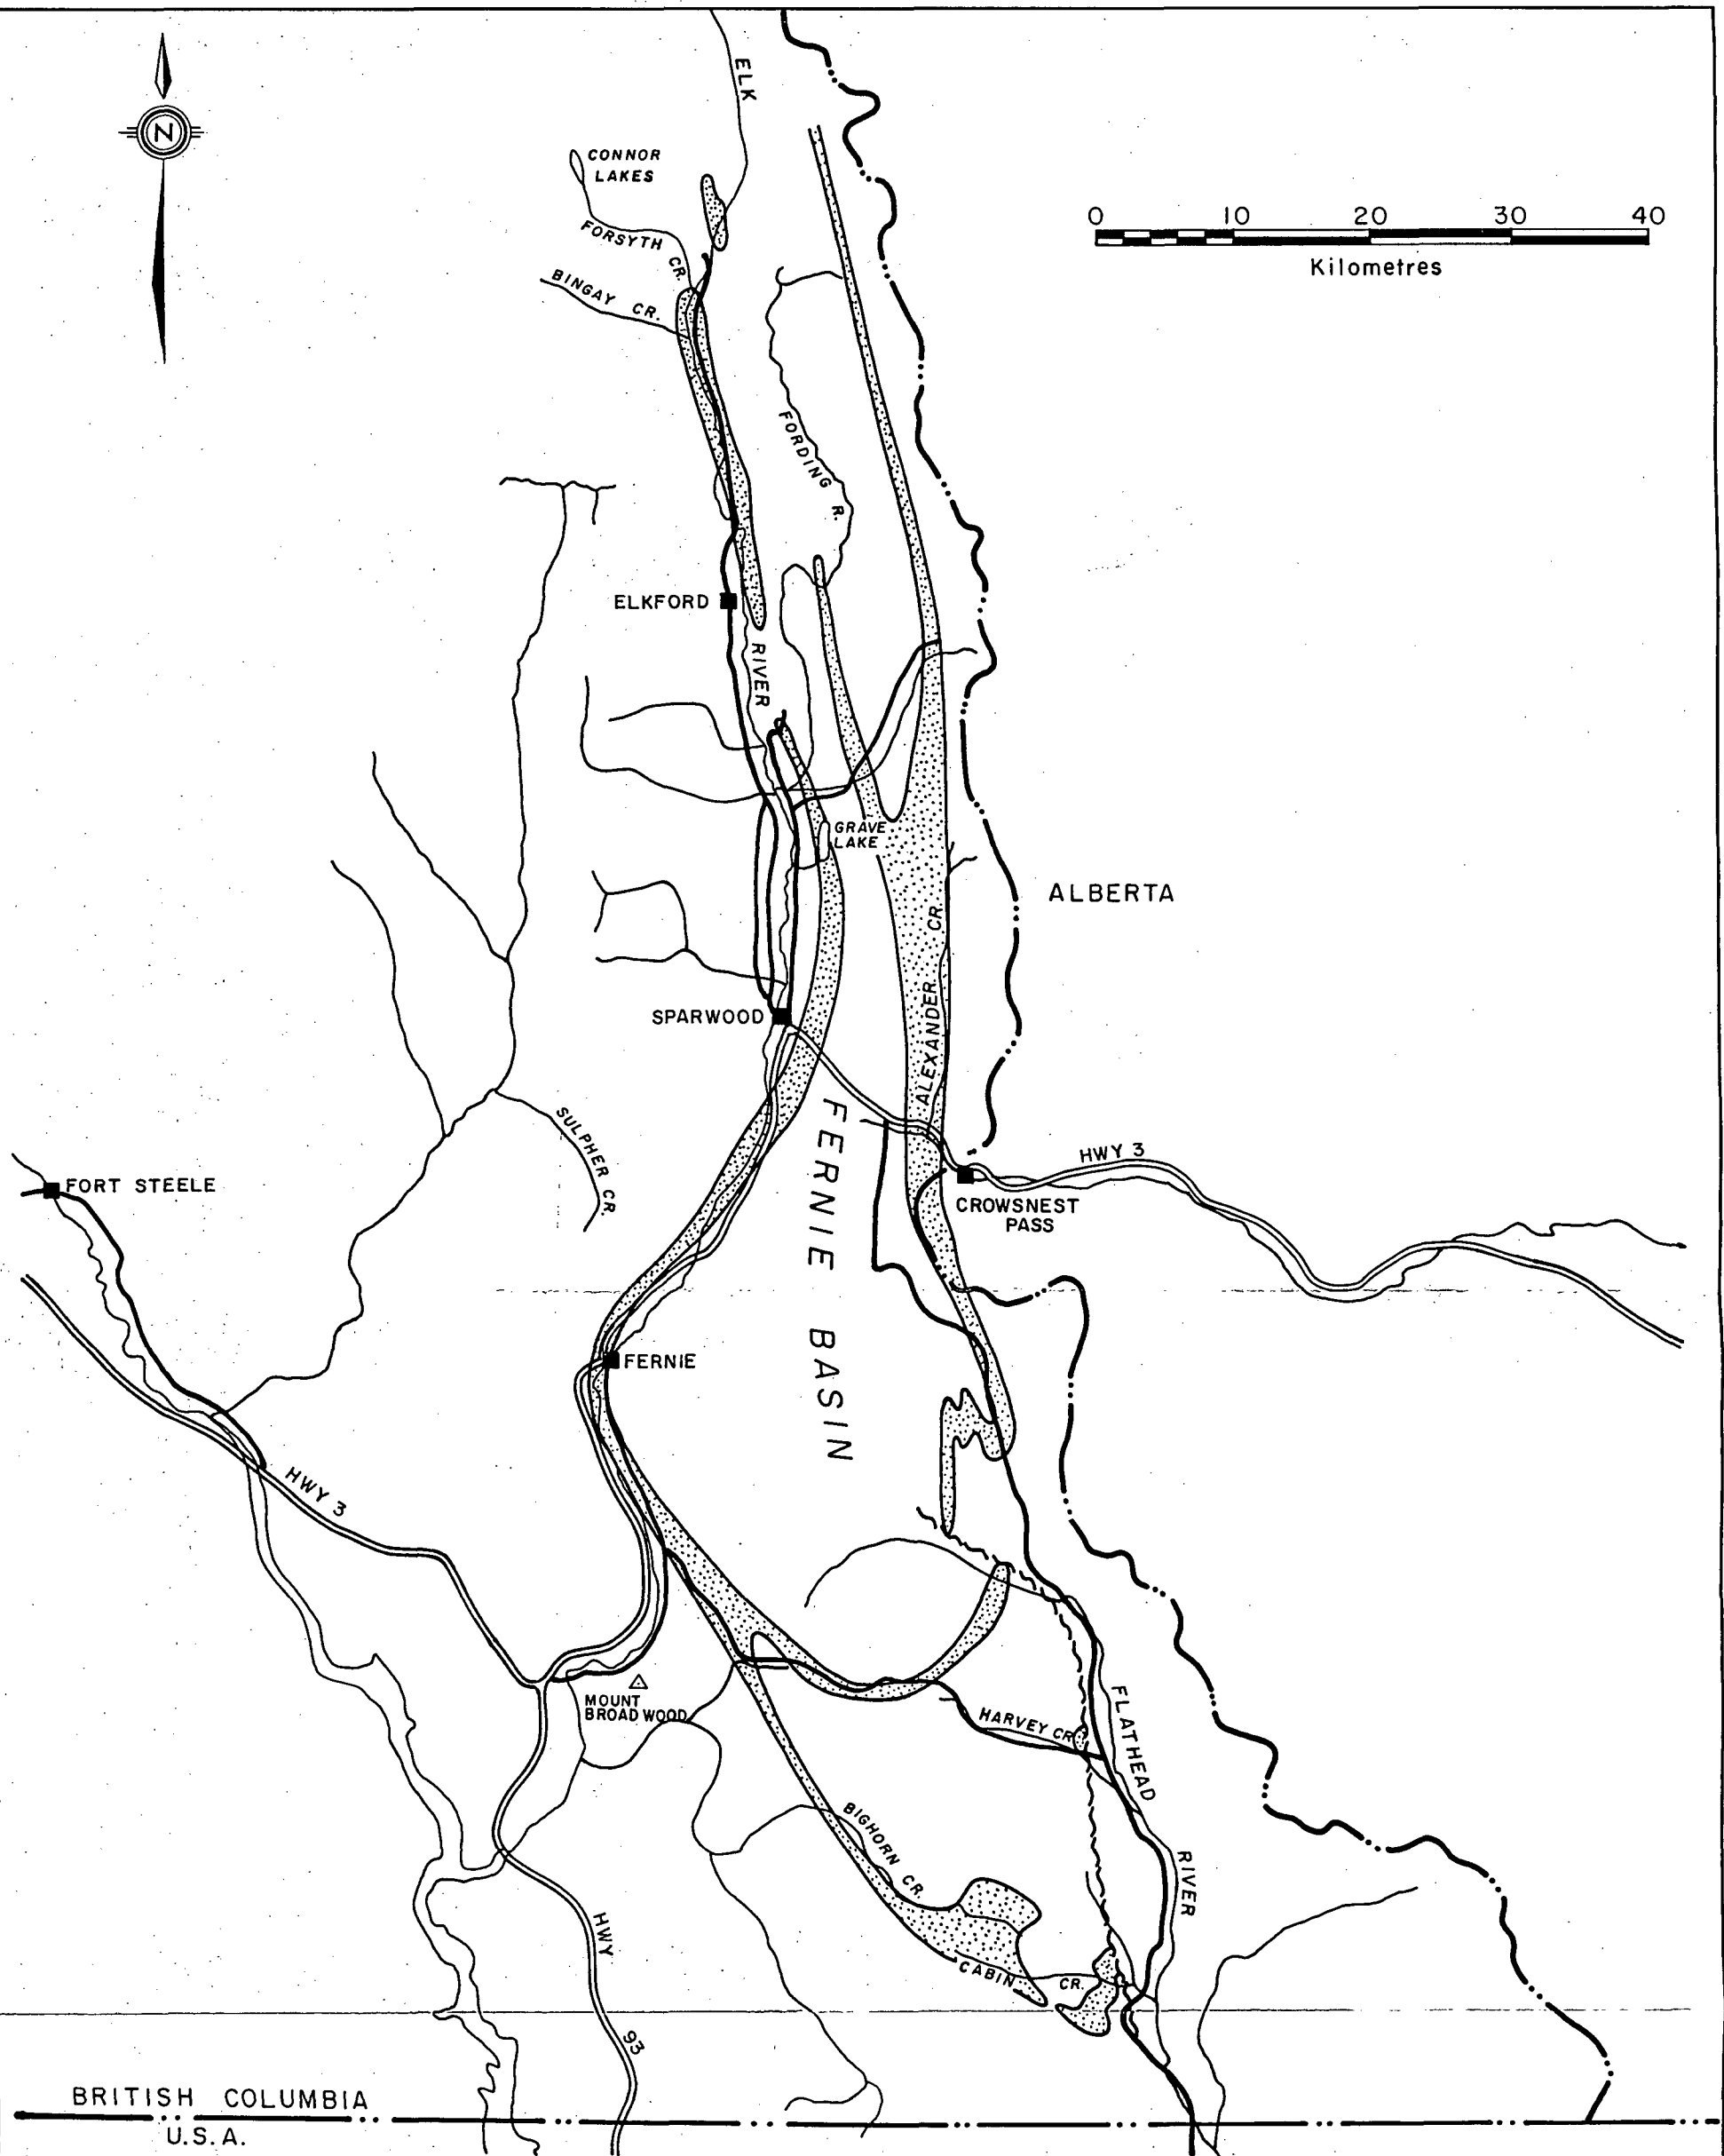 ELK
N
CONNOR
LAKES
0 10 20 30 40
Kilometres
FORSYTH
CR.
BINGAY CR.
FORDING R.
ELKFORD
RIVER
GRAVE
LAKE
ALBERTA
ALEXANDER CR.
SPARWOOD
SULPHER CR.
FERNIE BASIN
HWY 3
FORT STEELE
CROWSNEST
PASS
FERNIE
HWY 3
MOUNT
BROADWOOD
HARVEY CR.
FLATHEAD
RIVER
BIGHORN CR.
HWY
93
CABIN CR.
BRITISH COLUMBIA
U.S.A.